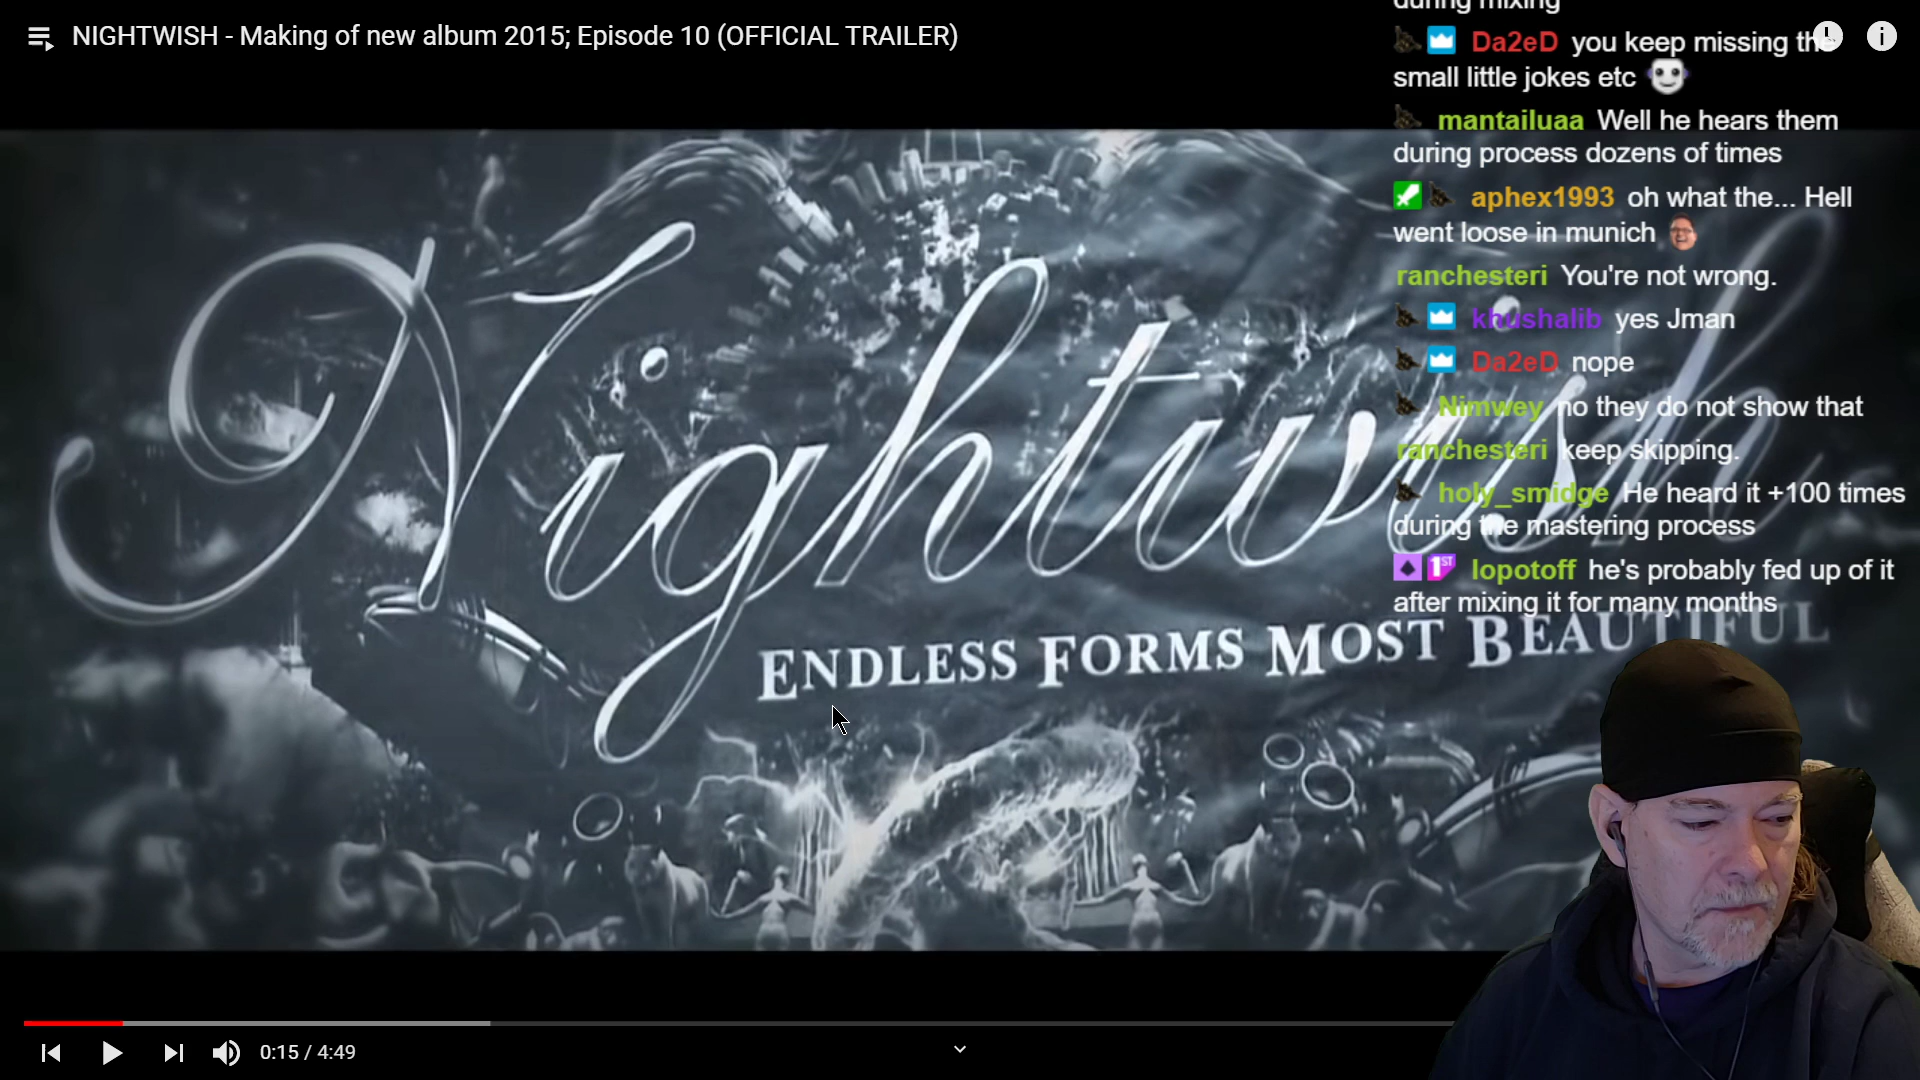 NIGHTWISH - Making of new album 2015; Episode 10 (OFFICIAL TRAILER)
during mixing
Da2eD you keep missing the
small little jokes etc
mantailuaa Well he hears them
during process dozens of times
aphex1993 oh what the... Hell
went loose in munich
ranchesteri You're not wrong.
khushalib yes Jman
Da2eD nope
Nimwey no they do not show that
ranchesteri keep skipping.
holy_smidge He heard it +100 times
during the mastering process
1ST lopotoff he's probably fed up of it
after mixing it for many months
Nightwish
ENDLESS FORMS MOST BEAUTIFUL
0:15 / 4:49